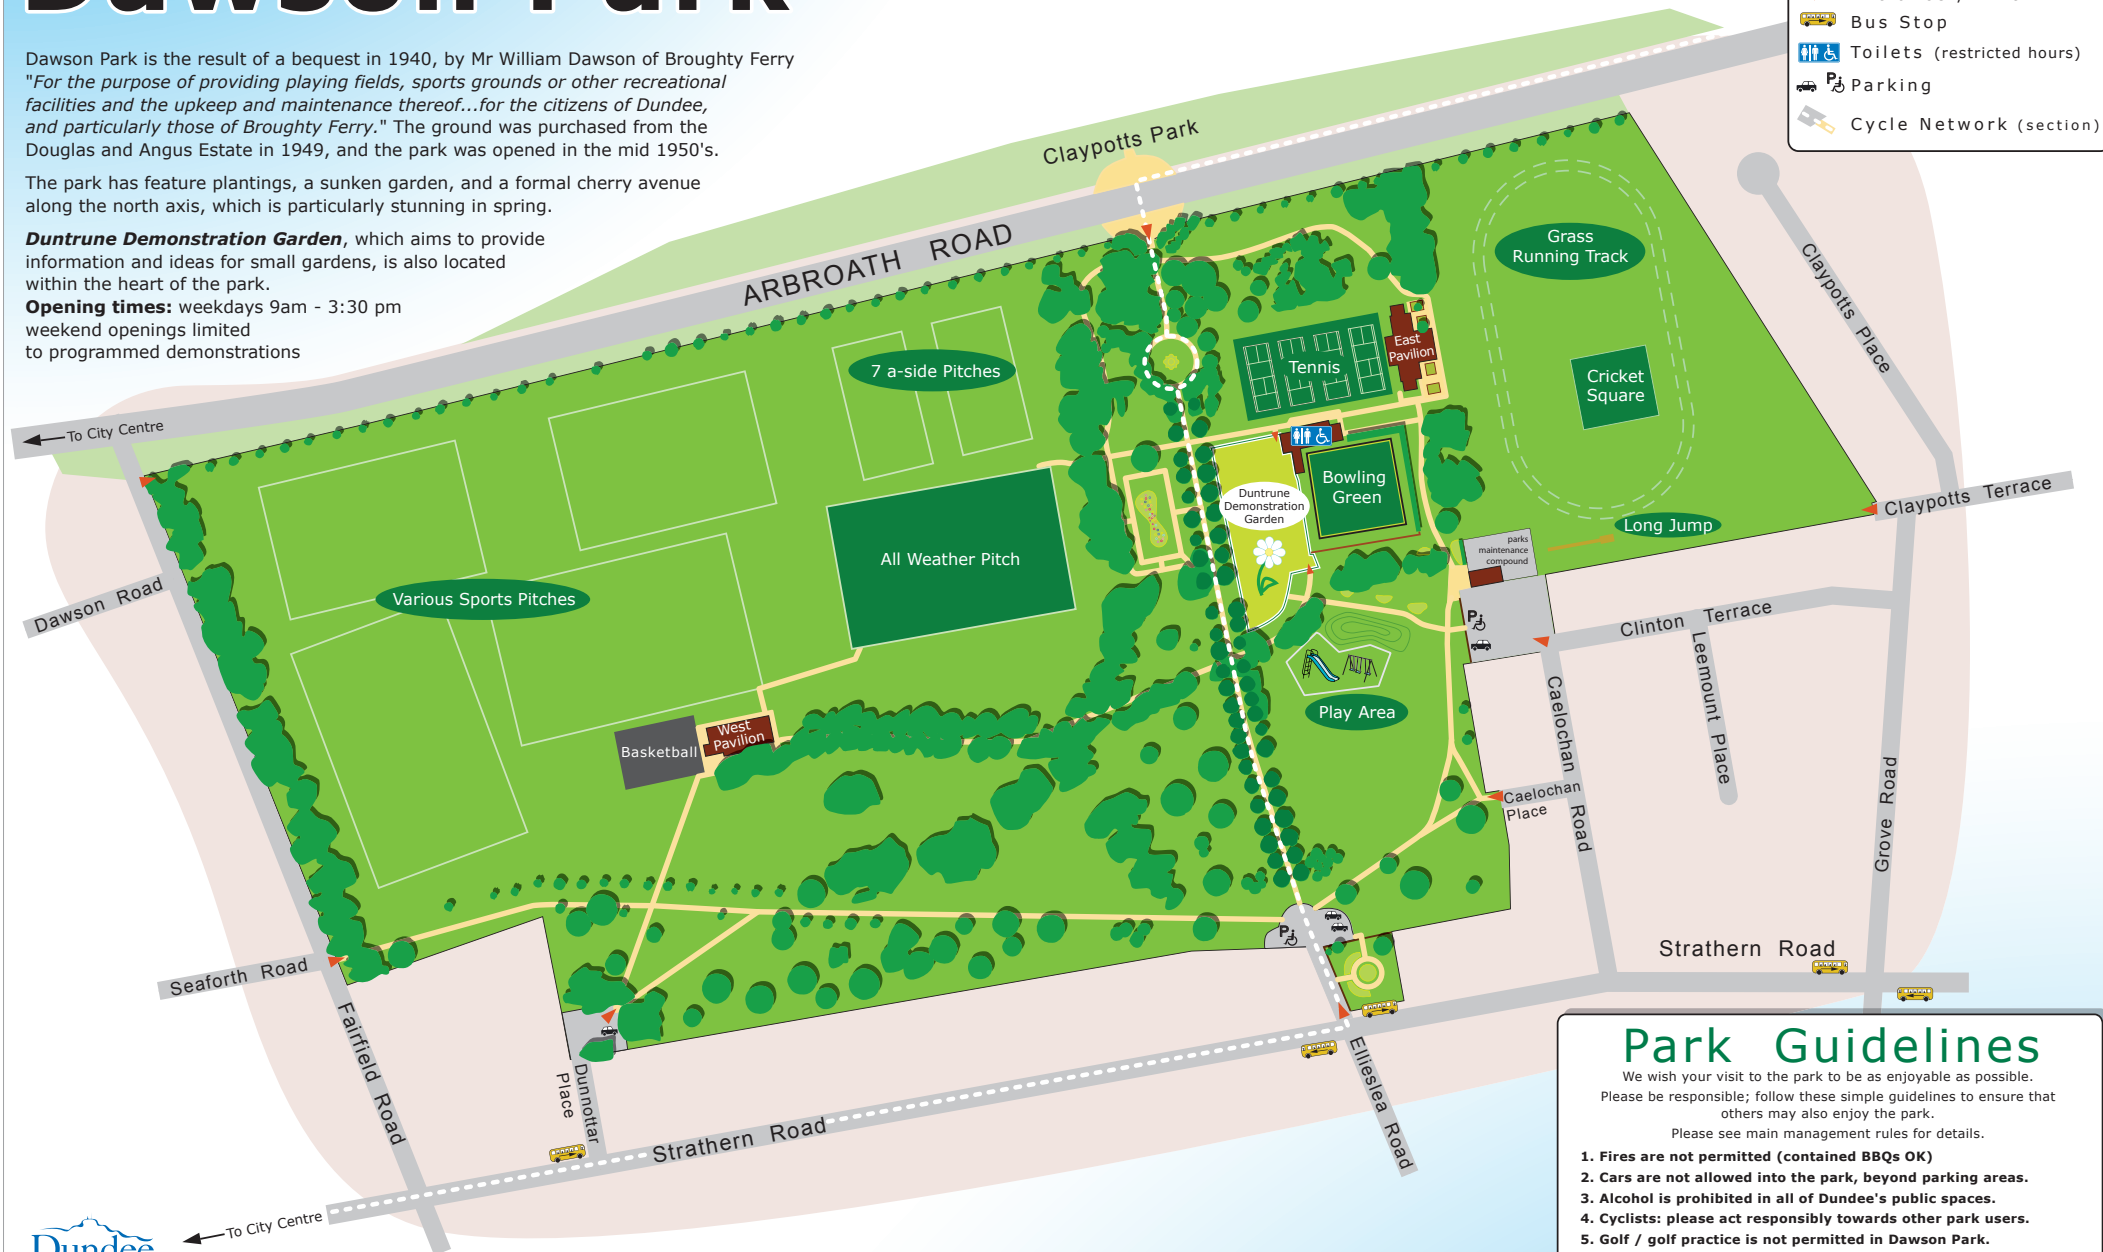 Dawson Park
Dawson Park is the result of a bequest in 1940, by Mr William Dawson of Broughty Ferry
"For the purpose of providing playing fields, sports grounds or other recreational
facilities and the upkeep and maintenance thereof...for the citizens of Dundee,
and particularly those of Broughty Ferry." The ground was purchased from the
Douglas and Angus Estate in 1949, and the park was opened in the mid 1950's.
The park has feature plantings, a sunken garden, and a formal cherry avenue
along the north axis, which is particularly stunning in spring.
Duntrune Demonstration Garden, which aims to provide
information and ideas for small gardens, is also located
within the heart of the park.
Opening times: weekdays 9am - 3:30 pm
weekend openings limited
to programmed demonstrations
Bus Stop
Toilets (restricted hours)
Parking
Cycle Network (section)
Claypotts Park
ARBROATH ROAD
To City Centre
Grass
Running Track
Claypotts Place
7 a-side Pitches
Tennis
East
Pavilion
Cricket
Square
Bowling
Green
Duntrune
Demonstration
Garden
Claypotts Terrace
Long Jump
parks
maintenance
compound
All Weather Pitch
Various Sports Pitches
Dawson Road
P
Clinton Terrace
Leemount Place
Caelochan Road
Play Area
West
Pavilion
Basketball
Caelochan
Place
Grove Road
Seaforth Road
Fairfield Road
P
Strathern Road
Dunnottar
Place
Strathern Road
Ellieslea Road
To City Centre
Dundee
Park Guidelines
We wish your visit to the park to be as enjoyable as possible.
Please be responsible; follow these simple guidelines to ensure that
others may also enjoy the park.
Please see main management rules for details.
1. Fires are not permitted (contained BBQs OK)
2. Cars are not allowed into the park, beyond parking areas.
3. Alcohol is prohibited in all of Dundee's public spaces.
4. Cyclists: please act responsibly towards other park users.
5. Golf / golf practice is not permitted in Dawson Park.